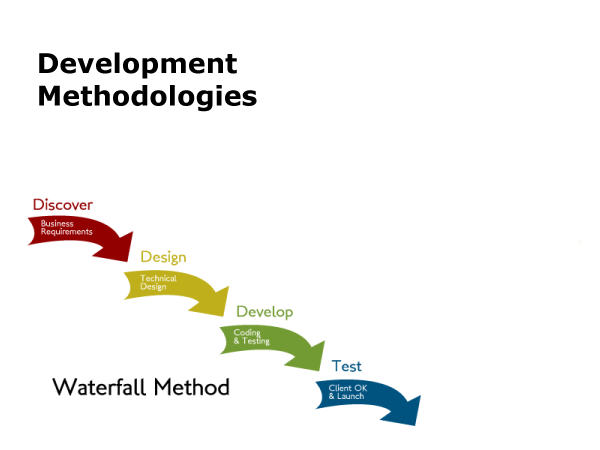 Development
Methodologies
Discover
Business
Requirements
Design
Technical
Design
Develop
Coding
& Testing
Test
Client OK
& Launch
Waterfall Method